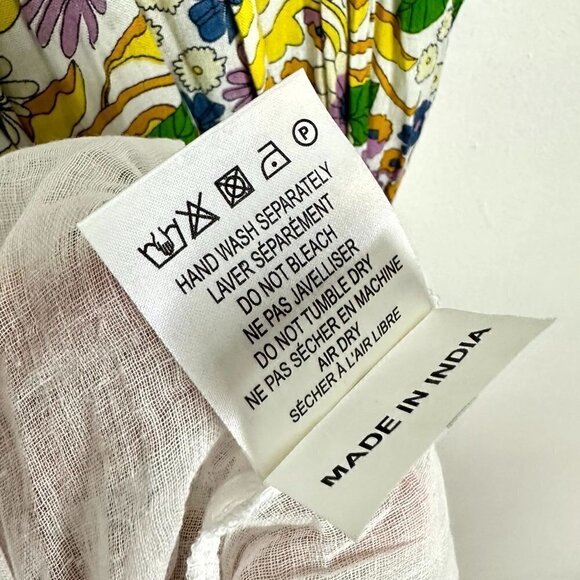 P
HAND WASH SEPARATELY
LAVER SÉPARÉMENT
DO NOT BLEACH
NE PAS JAVELLISER
DO NOT TUMBLE DRY
NE PAS SÉCHER EN MACHINE
AIR DRY
SÉCHER À L'AIR LIBRE
MADE IN INDIA